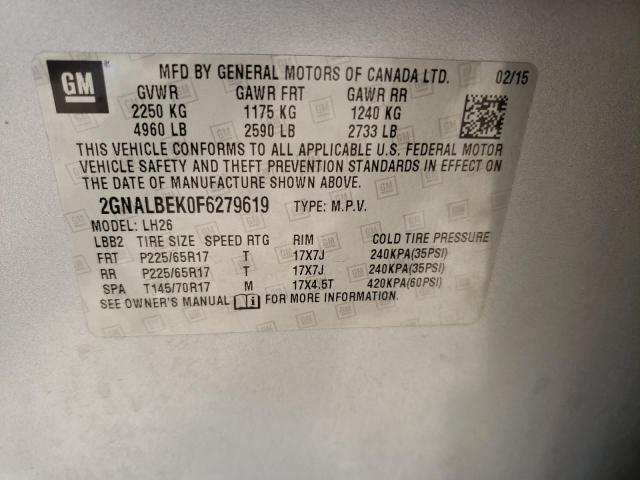 GM MFD BY GENERAL MOTORS OF CANADA LTD. 02/15
GVWR GAWR FRT GAWR RR
2250 KG 1175 KG 1240 KG
4960 LB 2590 LB 2733 LB
THIS VEHICLE CONFORMS TO ALL APPLICABLE U.S. FEDERAL MOTOR
VEHICLE SAFETY AND THEFT PREVENTION STANDARDS IN EFFECT ON
THE DATE OF MANUFACTURE SHOWN ABOVE.
2GNALBEK0F6279619 TYPE: M.P.V.
MODEL: LH26
LBB2 TIRE SIZE SPEED RTG RIM COLD TIRE PRESSURE
FRT P225/65R17 T 17X7J 240KPA(35PSI)
RR P225/65R17 T 17X7J 240KPA(35PSI)
SPA T145/70R17 M 17X4.5T 420KPA(60PSI)
SEE OWNER'S MANUAL FOR MORE INFORMATION.